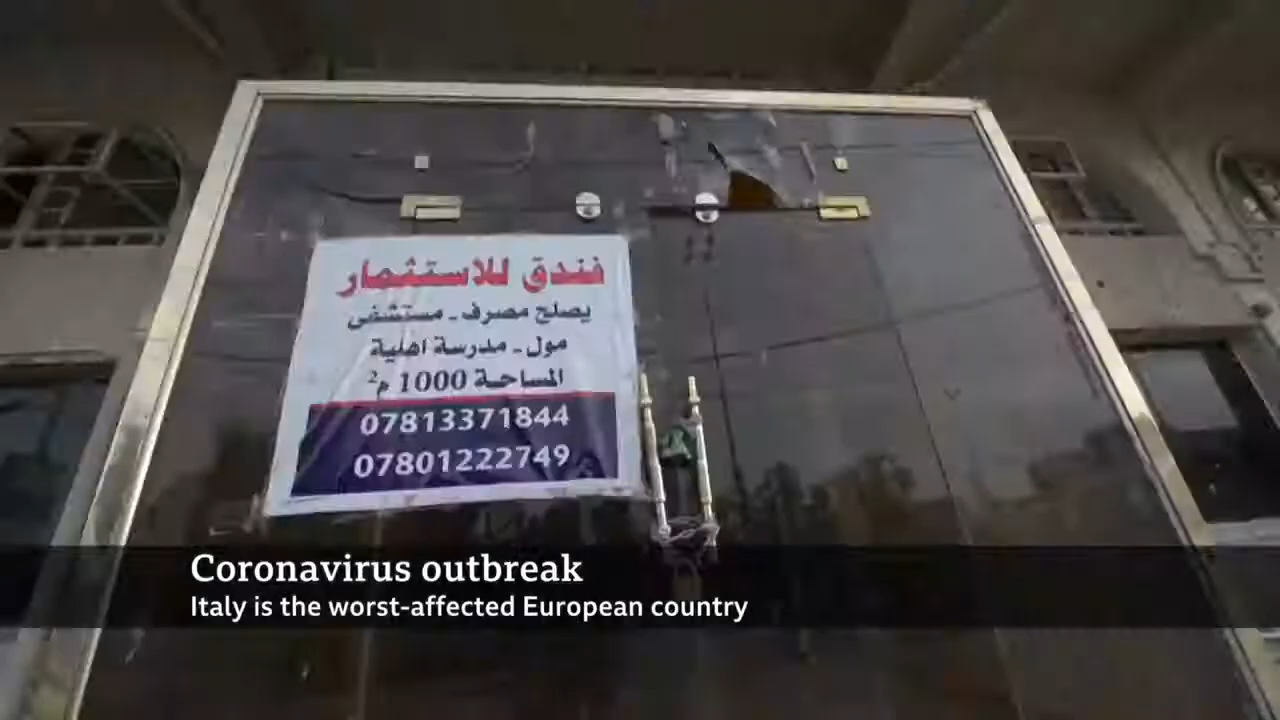 فندق للاستثمار
يصلح مصرف - مستشفى
مول - مدرسة اهلية
المساحة 1000 م²
07813371844
07801222749
Coronavirus outbreak
Italy is the worst-affected European country